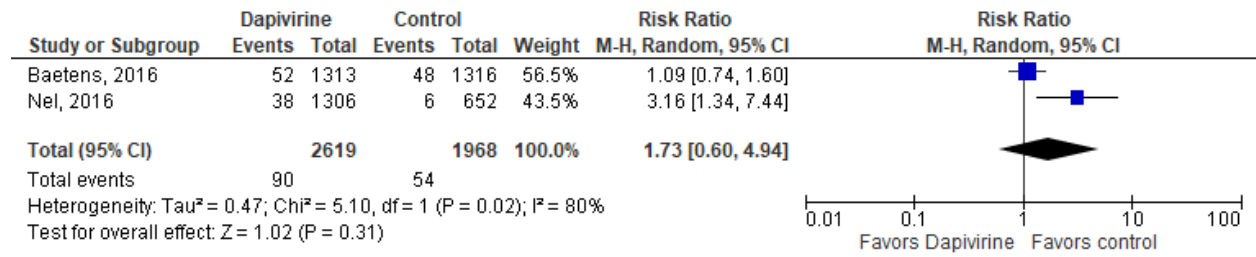 Dapivirine Control Risk Ratio Risk Ratio
Study or Subgroup Events Total Events Total Weight M-H, Random, 95% CI M-H, Random, 95% CI
Baetens, 2016 52 1313 48 1316 56.5% 1.09 [0.74, 1.60]
Nel, 2016 38 1306 6 652 43.5% 3.16 [1.34, 7.44]
Total (95% CI) 2619 1968 100.0% 1.73 [0.60, 4.94]
Total events 90 54
Heterogeneity: Tau² = 0.47; Chi² = 5.10, df = 1 (P = 0.02); I² = 80%
Test for overall effect: Z = 1.02 (P = 0.31)
0.01 0.1 1 10 100
Favors Dapivirine Favors control